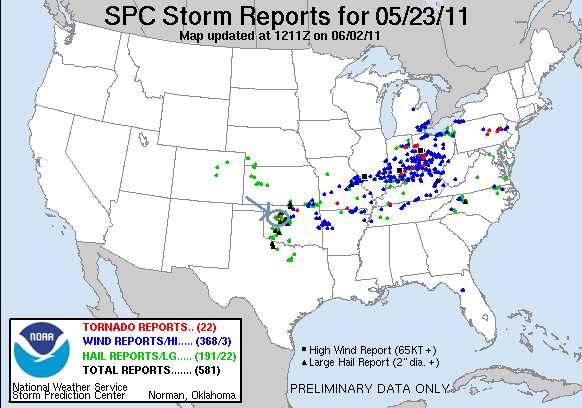 SPC Storm Reports for 05/23/11
Map updated at 1211Z on 06/02/11
TORNADO REPORTS.. (22)
WIND REPORTS/HI..... (368/3)
HAIL REPORTS/LG..... (191/22)
TOTAL REPORTS....... (581)
NOAA
National Weather Service
Storm Prediction Center Norman, Oklahoma
High Wind Report (65KT +)
Large Hail Report (2" dia. +)
PRELIMINARY DATA ONLY